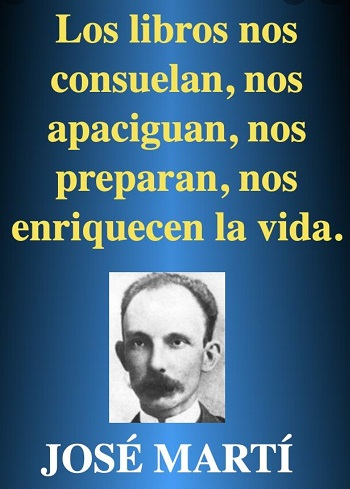 Los libros nos
consuelan, nos
apaciguan, nos
preparan, nos
enriquecen la vida.
JOSÉ MARTÍ